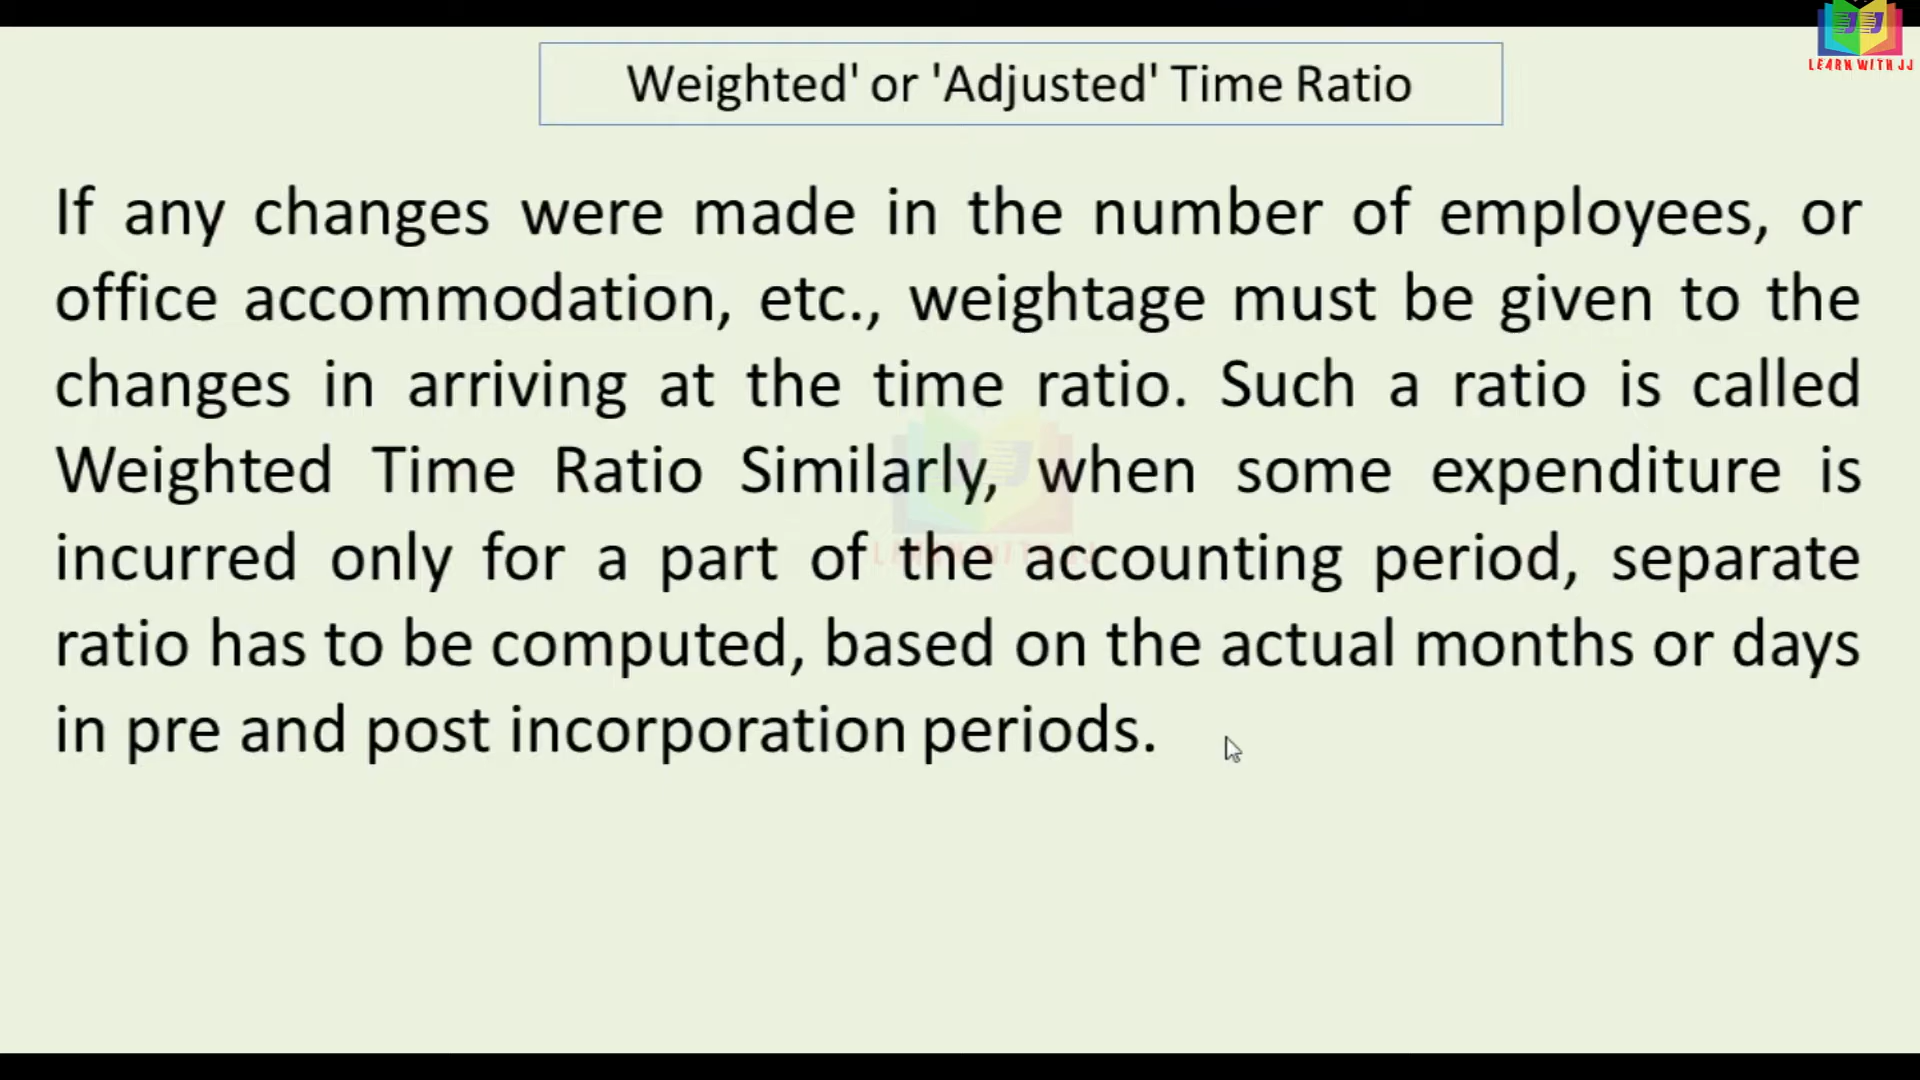 LEARN WITH JJ
Weighted' or 'Adjusted' Time Ratio
If any changes were made in the number of employees, or
office accommodation, etc., weightage must be given to the
changes in arriving at the time ratio. Such a ratio is called
Weighted Time Ratio Similarly, when some expenditure is
incurred only for a part of the accounting period, separate
ratio has to be computed, based on the actual months or days
in pre and post incorporation periods.
LEARN WITH JJ